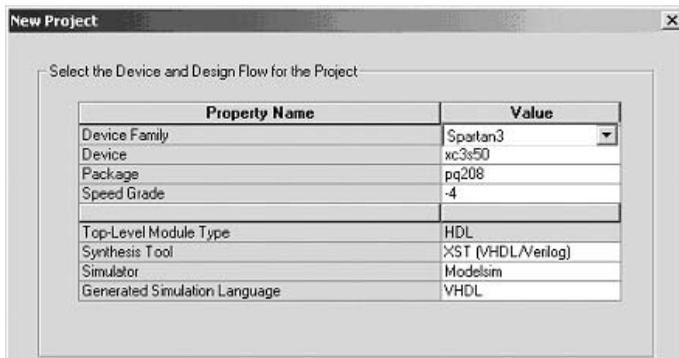 New Project
Select the Device and Design Flow for the Project
Property Name Value
Device Family Spartan3
Device xc3s50
Package pq208
Speed Grade -4
Top-Level Module Type HDL
Synthesis Tool XST (VHDL/Verilog)
Simulator Modelsim
Generated Simulation Language VHDL